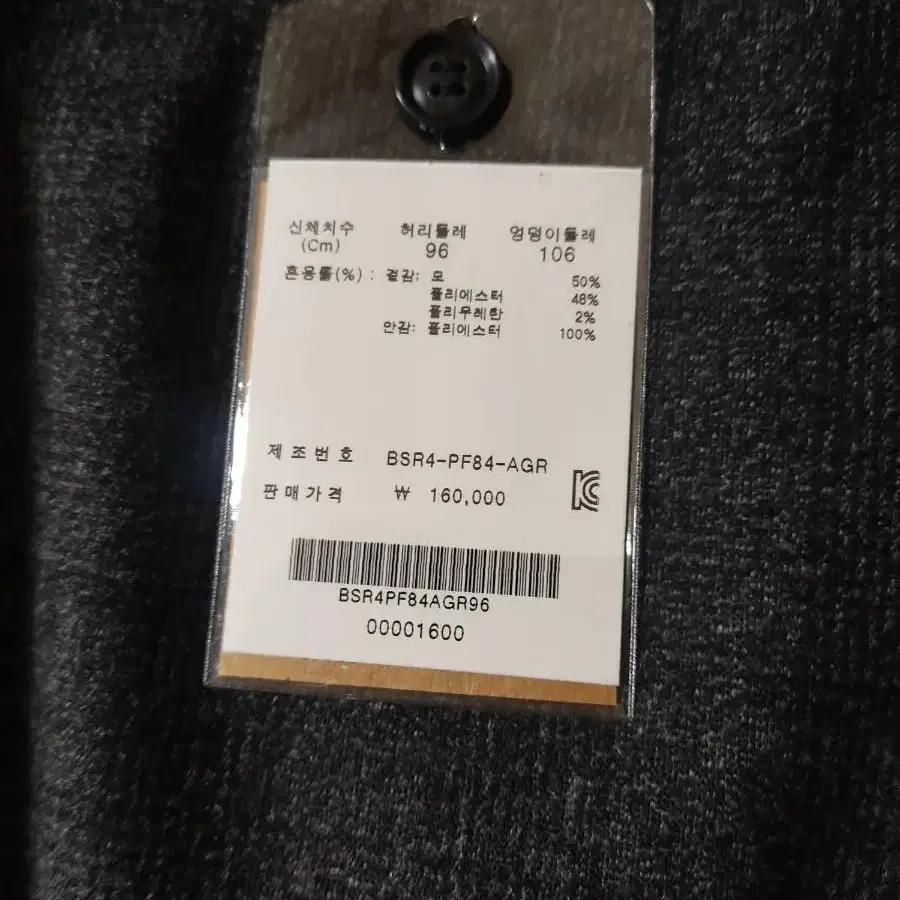 신체치수 허리둘레 엉덩이둘레
(Cm) 96 106
혼용률(%) : 겉감: 모 50%
폴리에스터 48%
폴리우레탄 2%
안감: 폴리에스터 100%
제조번호 BSR4-PF84-AGR
판매가격 ₩ 160,000
BSR4PF84AGR96
00001600